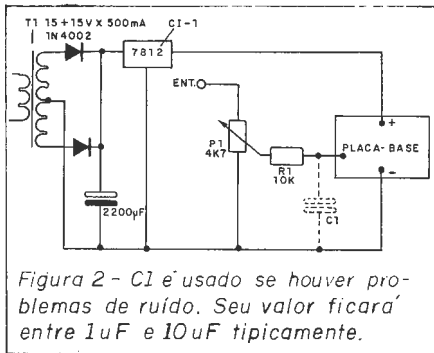 T1 15+15V X 500mA
1N4002
CI-1
7812
ENT.
P1
4K7
R1
10K
C1
+
PLACA-BASE
-
2200µF
Figura 2 - C1 é usado se houver pro-
blemas de ruído. Seu valor ficará
entre 1uF e 10uF tipicamente.